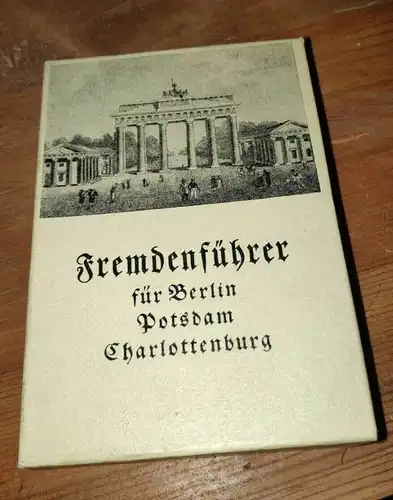 Fremdenführer
für Berlin
Potsdam
Charlottenburg